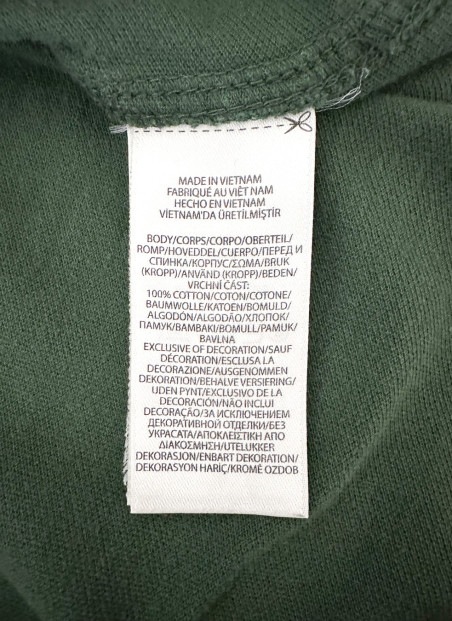 MADE IN VIETNAM
FABRIQUÉ AU VIÊT NAM
HECHO EN VIETNAM
VİETNAM'DA ÜRETİLMİŞTİR
BODY/CORPS/CORPO/OBERTEIL/
ROMP/HOVEDDEL/CUERPO/ПЕРЕД И
СПИНКА/КОРПУС/ΣΩΜΑ/BRUK
(KROPP)/ANVÄND (KROPP)/BEDEN/
VRCHNÍ ČÁST:
100% COTTON/COTON/COTONE/
BAUMWOLLE/KATOEN/BOMULD/
ALGODÓN/ALGODÃO/ХЛОПОК/
ПАМУК/ΒΑΜΒΑΚΙ/BOMULL/PAMUK/
BAVLNA
EXCLUSIVE OF DECORATION/SAUF
DÉCORATION/ESCLUSA LA
DECORAZIONE/AUSGENOMMEN
DEKORATION/BEHALVE VERSIERING/
UDEN PYNT/EXCLUSIVO DE LA
DECORACIÓN/NÃO INCLUI
DECORAÇÃO/ЗА ИСКЛЮЧЕНИЕМ
ДЕКОРАТИВНОЙ ОТДЕЛКИ/БЕЗ
УКРАСАТА/ΑΠΟΚΛΕΙΣΤΙΚΗ ΑΠΟ
ΔΙΑΚΟΣΜΗΣΗ/UTELUKKER
DEKORASJON/ENBART DEKORATION/
DEKORASYON HARİÇ/KROMĚ OZDOB